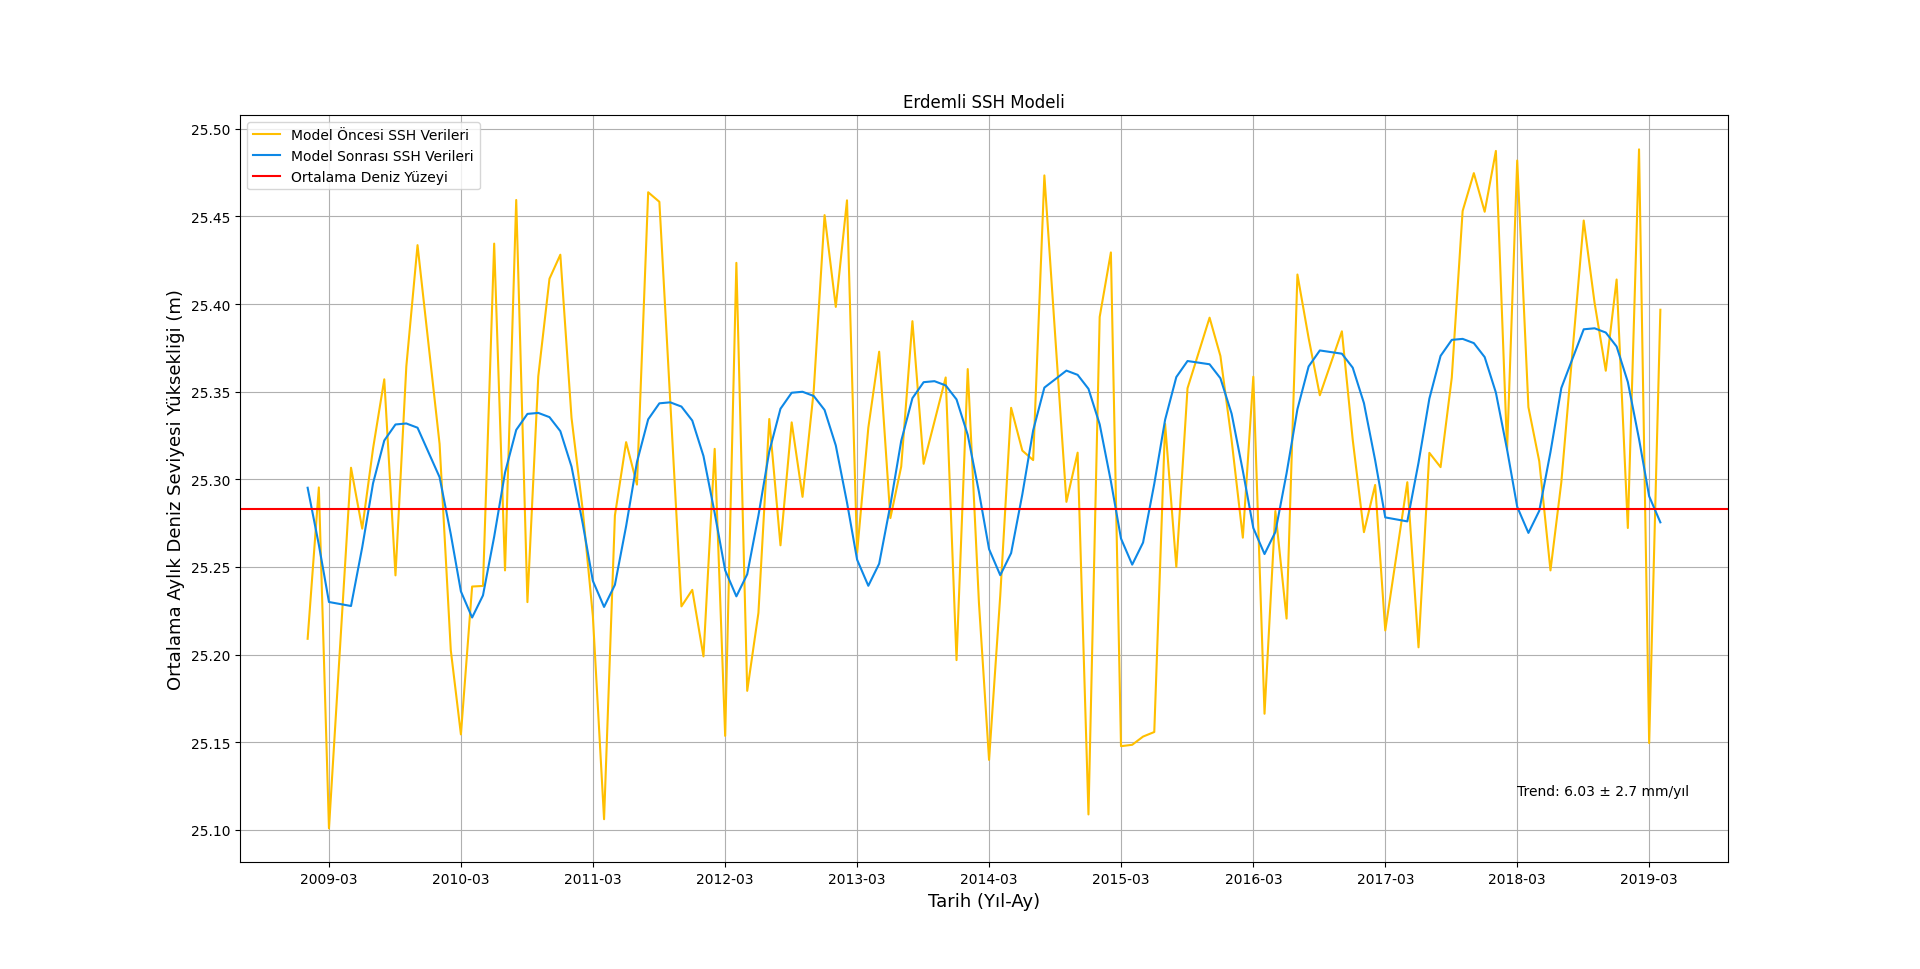 Erdemli SSH Modeli
Model Öncesi SSH Verileri
Model Sonrası SSH Verileri
Ortalama Deniz Yüzeyi
Ortalama Aylık Deniz Seviyesi Yüksekliği (m)
25.50
25.45
25.40
25.35
25.30
25.25
25.20
25.15
25.10
Trend: 6.03 ± 2.7 mm/yıl
2009-03 2010-03 2011-03 2012-03 2013-03 2014-03 2015-03 2016-03 2017-03 2018-03 2019-03
Tarih (Yıl-Ay)